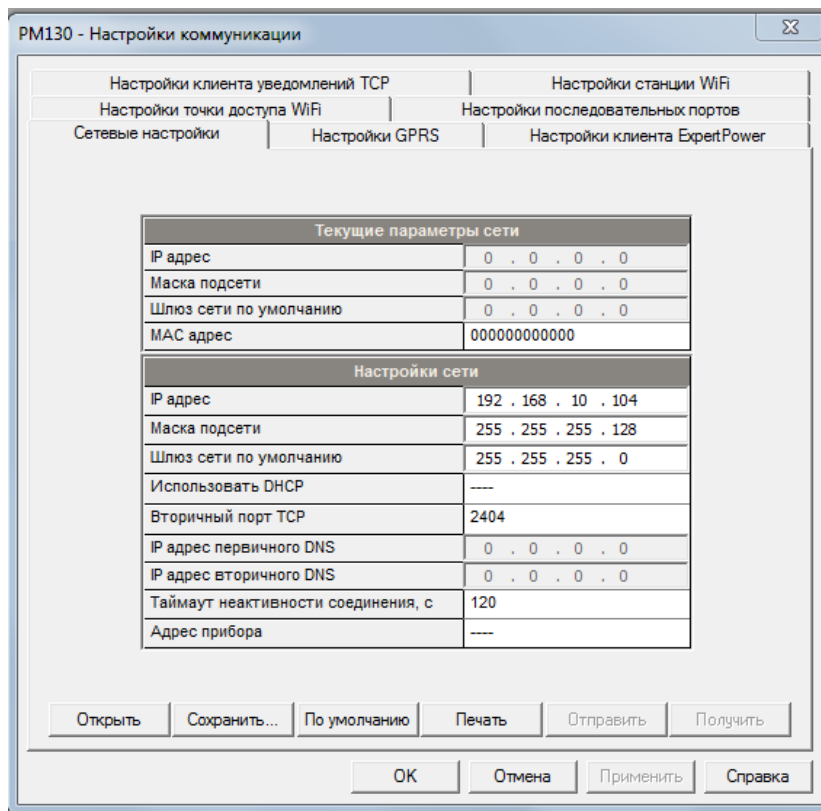 PM130 - Настройки коммуникации
Настройки клиента уведомлений TCP
Настройки станции WiFi
Настройки точки доступа WiFi
Настройки последовательных портов
Сетевые настройки
Настройки GPRS
Настройки клиента ExpertPower
Текущие параметры сети
IP адрес 0 . 0 . 0 . 0
Маска подсети 0 . 0 . 0 . 0
Шлюз сети по умолчанию 0 . 0 . 0 . 0
MAC адрес 000000000000
Настройки сети
IP адрес 192 . 168 . 10 . 104
Маска подсети 255 . 255 . 255 . 128
Шлюз сети по умолчанию 255 . 255 . 255 . 0
Использовать DHCP ----
Вторичный порт TCP 2404
IP адрес первичного DNS 0 . 0 . 0 . 0
IP адрес вторичного DNS 0 . 0 . 0 . 0
Таймаут неактивности соединения, с 120
Адрес прибора ----
Открыть Сохранить... По умолчанию Печать Отправить Получить
OK Отмена Применить Справка